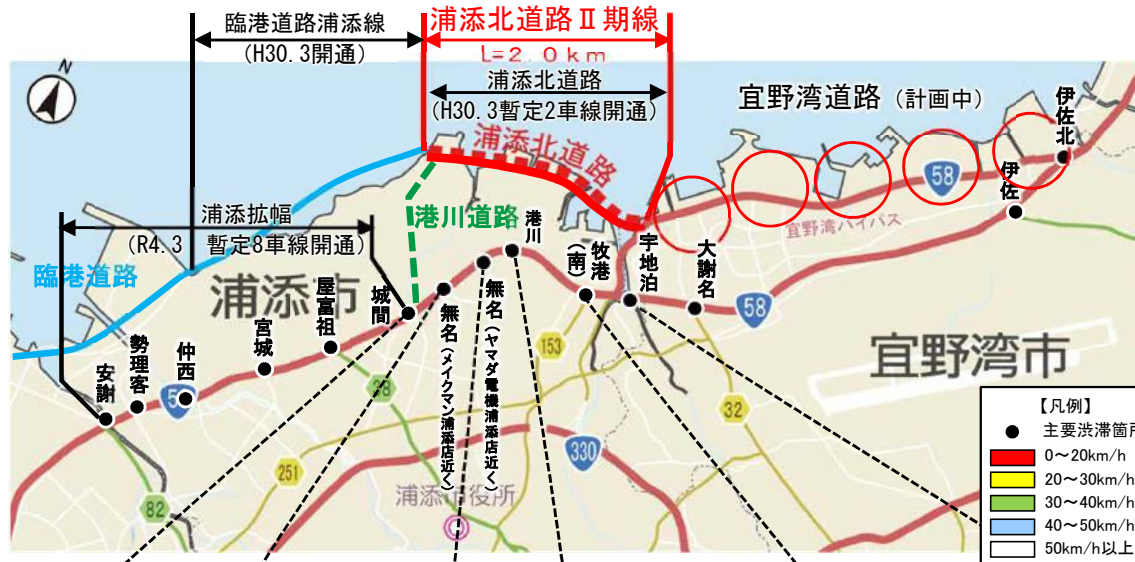 臨港道路浦添線
(H30.3開通)
浦添北道路Ⅱ期線
L=2.0km
浦添北道路
(H30.3暫定2車線開通)
宜野湾道路(計画中)
N
浦添北道路
伊佐北
58
伊佐
宜野湾バイパス
浦添拡幅
(R4.3 暫定8車線開通)
港川道路
臨港道路
浦添市
港川
牧港(南)
宇地泊
大謝名
城間
無名(メイクマン浦添店近く)
無名(ヤマダ電機浦添店近く)
屋富祖
宮城
仲西
勢理客
安謝
58
58
153
38
32
330
251
82
浦添市役所
宜野湾市
【凡例】
主要渋滞箇所
0~20km/h
20~30km/h
30~40km/h
40~50km/h
50km/h以上